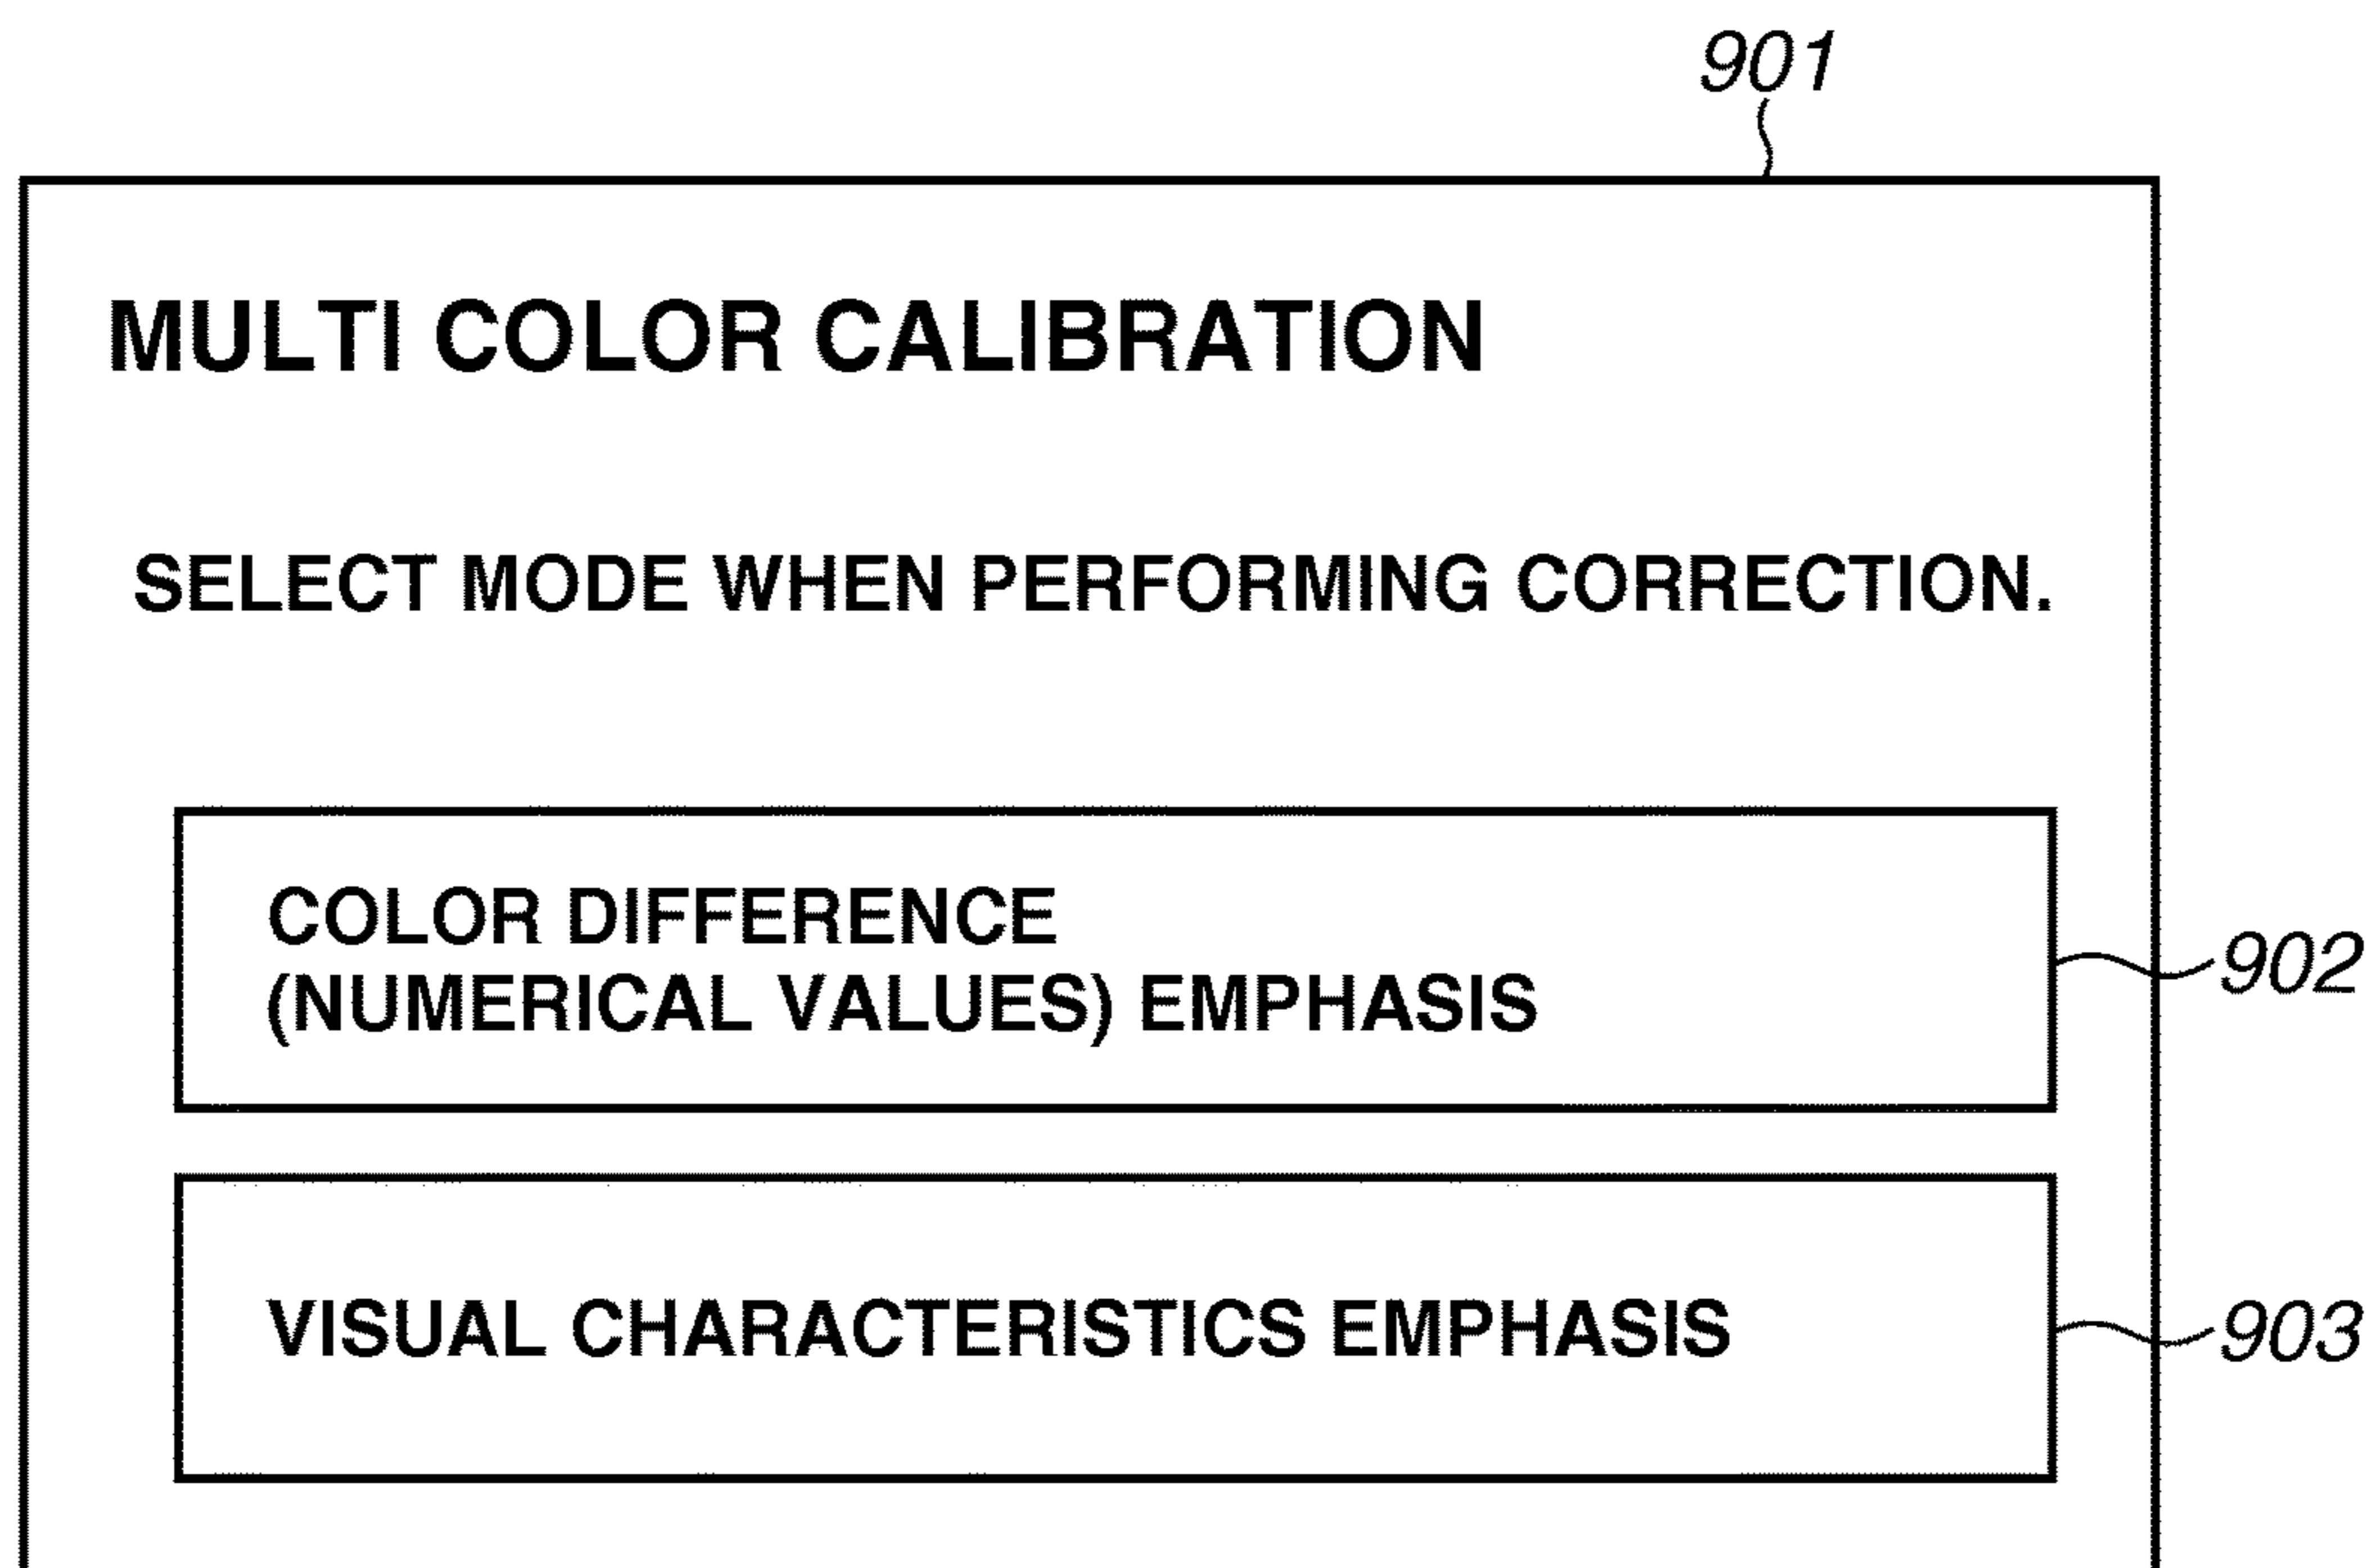 901
MULTI COLOR CALIBRATION
SELECT MODE WHEN PERFORMING CORRECTION.
COLOR DIFFERENCE
(NUMERICAL VALUES) EMPHASIS
902
VISUAL CHARACTERISTICS EMPHASIS
903